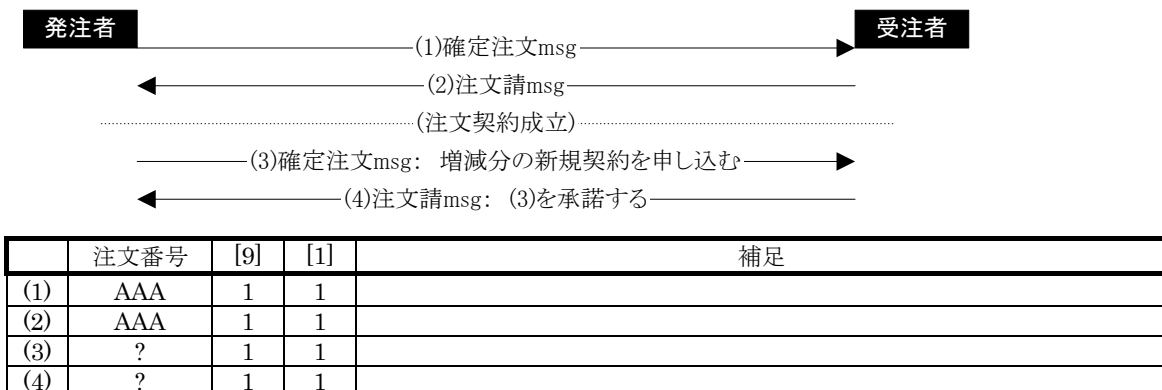 発注者 受注者
(1)確定注文msg
(2)注文請msg
(注文契約成立)
(3)確定注文msg: 増減分の新規契約を申し込む
(4)注文請msg: (3)を承諾する
注文番号 [9] [1] 補足
(1) AAA 1 1
(2) AAA 1 1
(3) ? 1 1
(4) ? 1 1